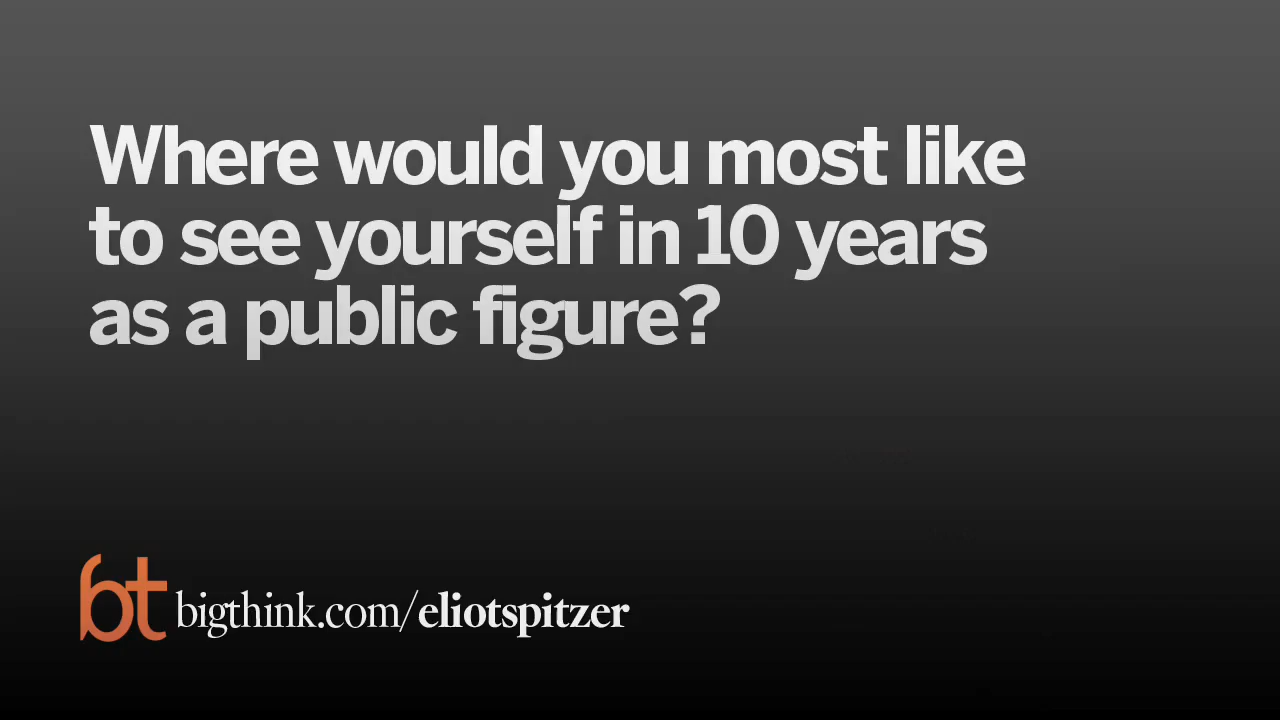 Where would you most like
to see yourself in 10 years
as a public figure?
bt bigthink.com/eliotspitzer